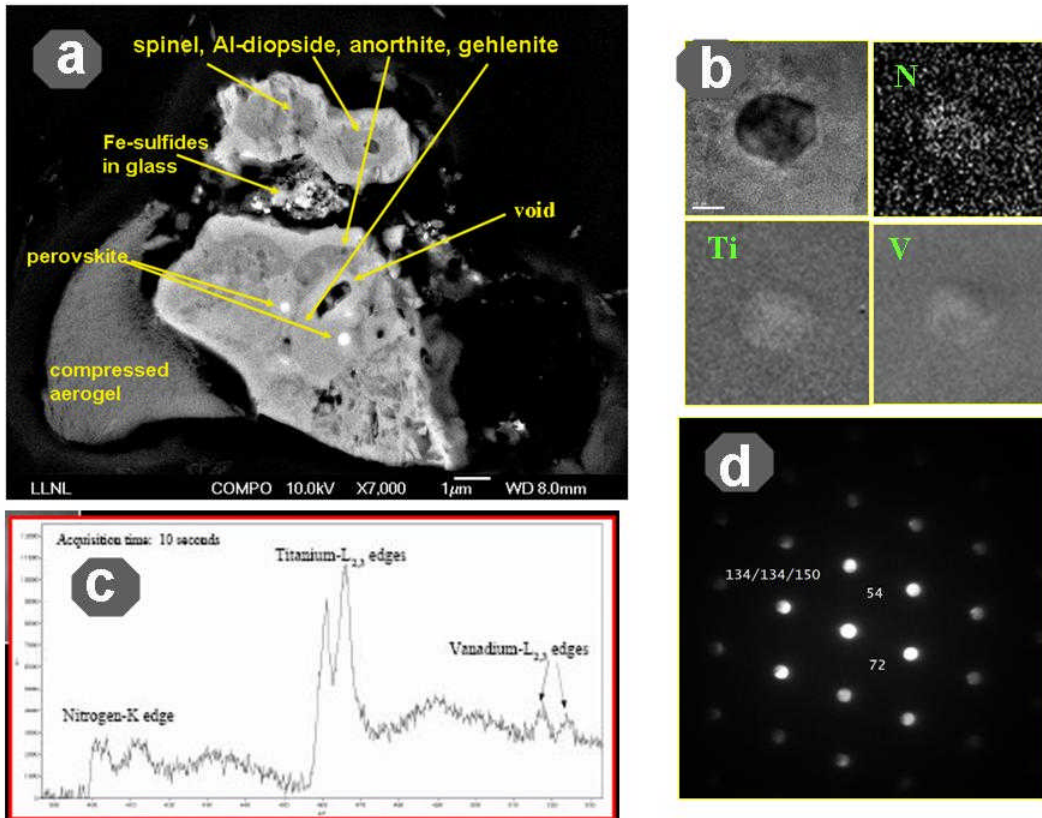 a
spinel, Al-diopside, anorthite, gehlenite
Fe-sulfides
in glass
void
perovskite
compressed
aerogel
LLNL COMPO 10.0kV X7,000 1µm WD 8.0mm
b
N
Ti
V
c
Acquisition time: 10 seconds
Titanium-L2,3 edges
Vanadium-L2,3 edges
Nitrogen-K edge
d
134/134/150
54
72